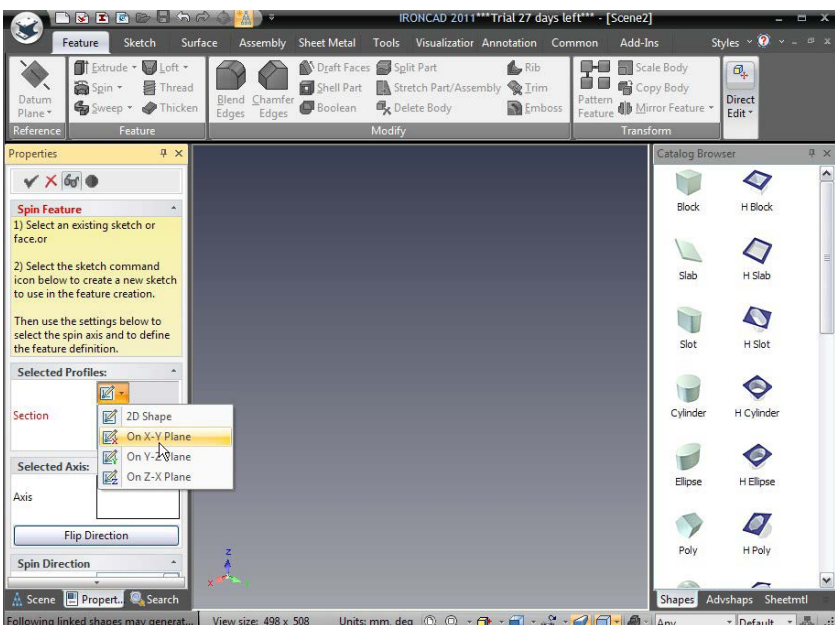 IRONCAD 2011***Trial 27 days left*** - [Scene2]
Feature Sketch Surface Assembly Sheet Metal Tools Visualization Annotation Common Add-Ins Styles
Extrude Loft Draft Faces Split Part Rib Scale Body
Spin Thread Shell Part Stretch Part/Assembly Trim Copy Body
Sweep Thicken Boolean Delete Body Emboss Mirror Feature
Datum Plane
Blend Edges
Chamfer Edges
Pattern Feature
Direct Edit
Reference Feature Modify Transform
Properties
Spin Feature
1) Select an existing sketch or
face.or
2) Select the sketch command
icon below to create a new sketch
to use in the feature creation.
Then use the settings below to
select the spin axis and to define
the feature definition.
Selected Profiles:
Section
2D Shape
On X-Y Plane
On Y-Z Plane
On Z-X Plane
Selected Axis:
Axis
Flip Direction
Spin Direction
Scene Propert... Search
z
x
Y
Catalog Browser
Block H Block
Slab H Slab
Slot H Slot
Cylinder H Cylinder
Ellipse H Ellipse
Poly H Poly
Shapes Advshaps Sheetmtl
Following linked shapes may generat... View size: 498 x 508 Units: mm, deg Any Default